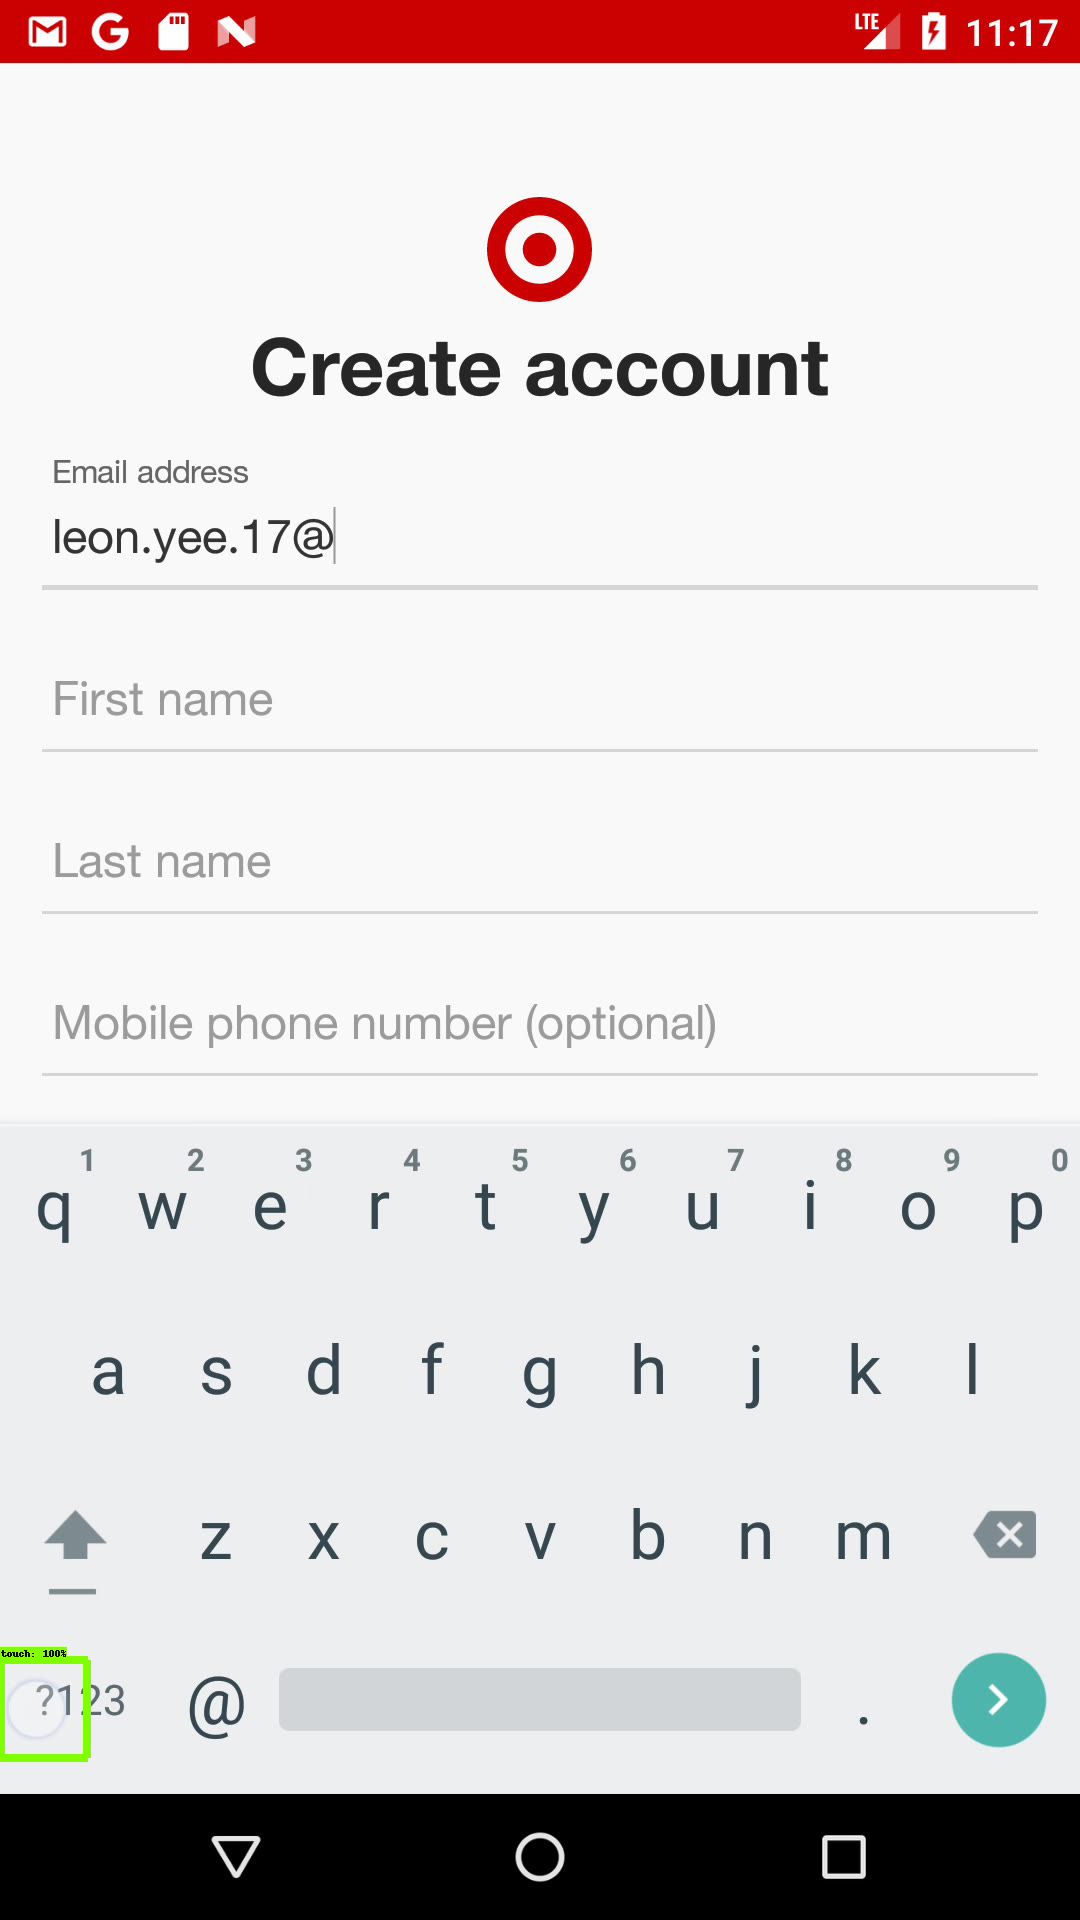 LTE 11:17
Create account
Email address
leon.yee.17@
First name
Last name
Mobile phone number (optional)
1 2 3 4 5 6 7 8 9 0
q w e r t y u i o p
a s d f g h j k l
z x c v b n m
touch: 100%
?123 @ .